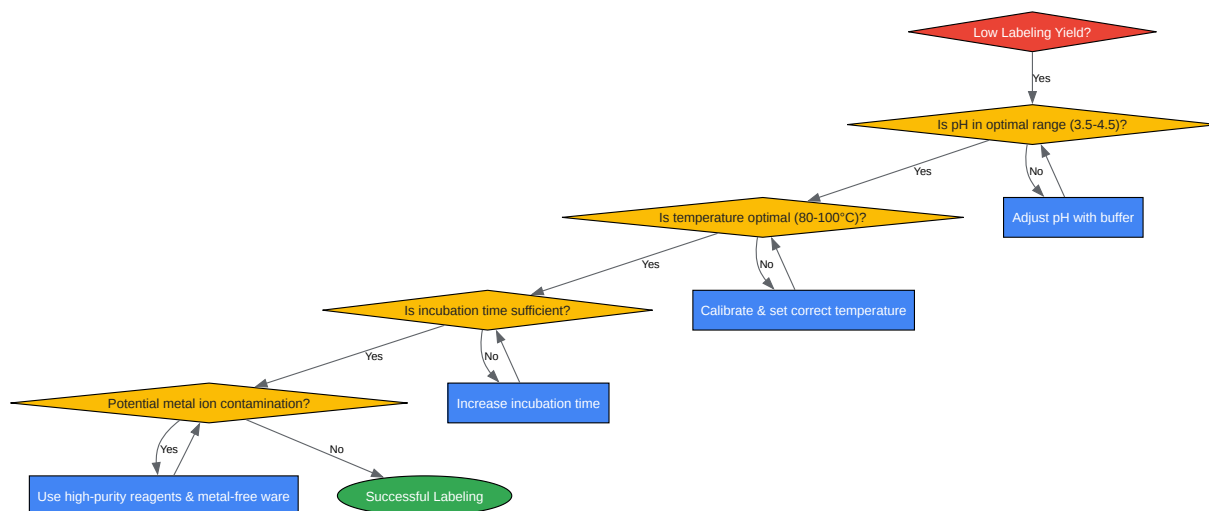 Low Labeling Yield?
Yes
Is pH in optimal range (3.5-4.5)?
Yes
No
Is temperature optimal (80-100°C)?
Adjust pH with buffer
Yes
No
Is incubation time sufficient?
Calibrate & set correct temperature
Yes
No
Potential metal ion contamination?
Increase incubation time
Yes
No
Use high-purity reagents & metal-free ware
Successful Labeling